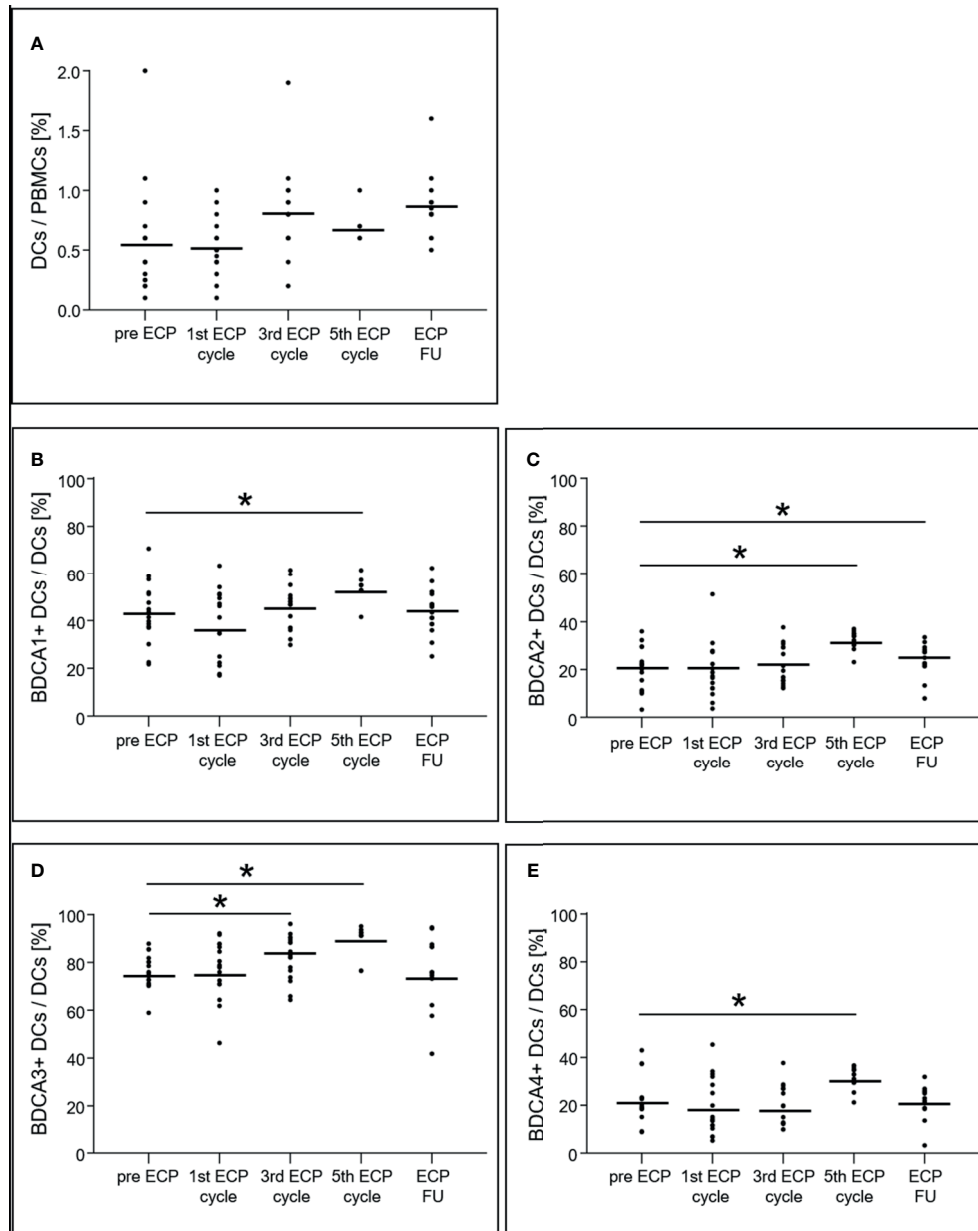 A
DCs / PBMCs [%]
2.0
1.5
1.0
0.5
0.0
pre ECP 1st ECP 3rd ECP 5th ECP ECP
cycle cycle cycle FU
B
BDCA1+ DCs / DCs [%]
100
80
60
40
20
0
*
pre ECP 1st ECP 3rd ECP 5th ECP ECP
cycle cycle cycle FU
C
BDCA2+ DCs / DCs [%]
100
80
60
40
20
0
*
*
pre ECP 1st ECP 3rd ECP 5th ECP ECP
cycle cycle cycle FU
D
BDCA3+ DCs / DCs [%]
100
80
60
40
20
0
*
*
pre ECP 1st ECP 3rd ECP 5th ECP ECP
cycle cycle cycle FU
E
BDCA4+ DCs / DCs [%]
100
80
60
40
20
0
*
pre ECP 1st ECP 3rd ECP 5th ECP ECP
cycle cycle cycle FU